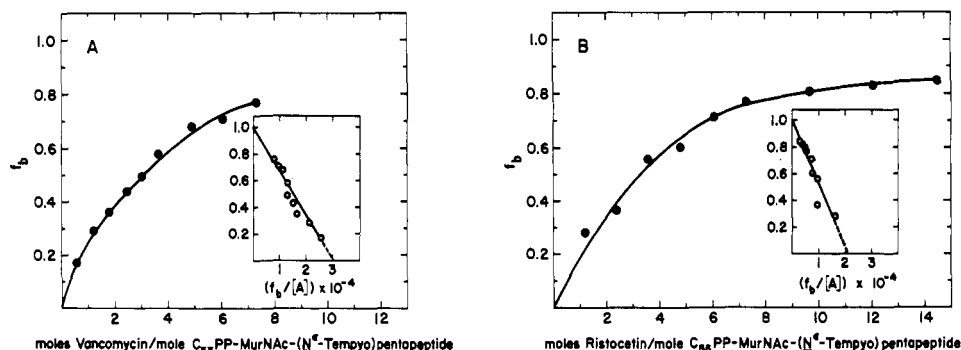 A
1.0
0.8
0.6
0.4
0.2
f_b
2 4 6 8 10 12
1.0
0.8
0.6
0.4
0.2
1 2 3
(f_b/[A]) x 10^-4
moles Vancomycin/mole C₅₅PP-MurNAc-(N^ε-Tempyo)pentapeptide
B
1.0
0.8
0.6
0.4
0.2
f_b
2 4 6 8 10 12 14
1.0
0.8
0.6
0.4
0.2
1 2 3
(f_b/[A]) x 10^-4
moles Ristocetin/mole C₅₅PP-MurNAc-(N^ε-Tempyo)pentapeptide